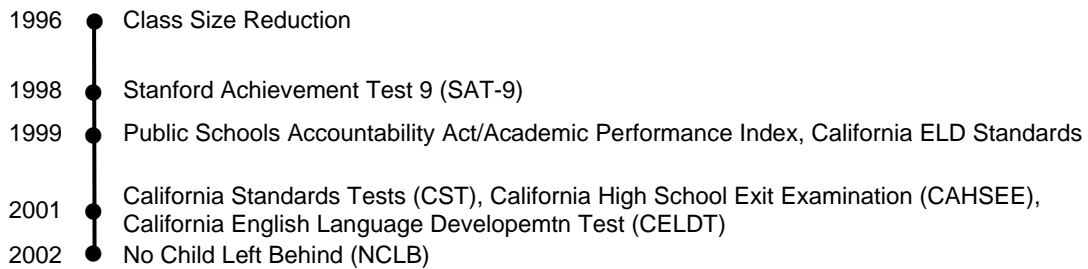 1996 Class Size Reduction
1998 Stanford Achievement Test 9 (SAT-9)
1999 Public Schools Accountability Act/Academic Performance Index, California ELD Standards
2001 California Standards Tests (CST), California High School Exit Examination (CAHSEE),
California English Language Developemtn Test (CELDT)
2002 No Child Left Behind (NCLB)